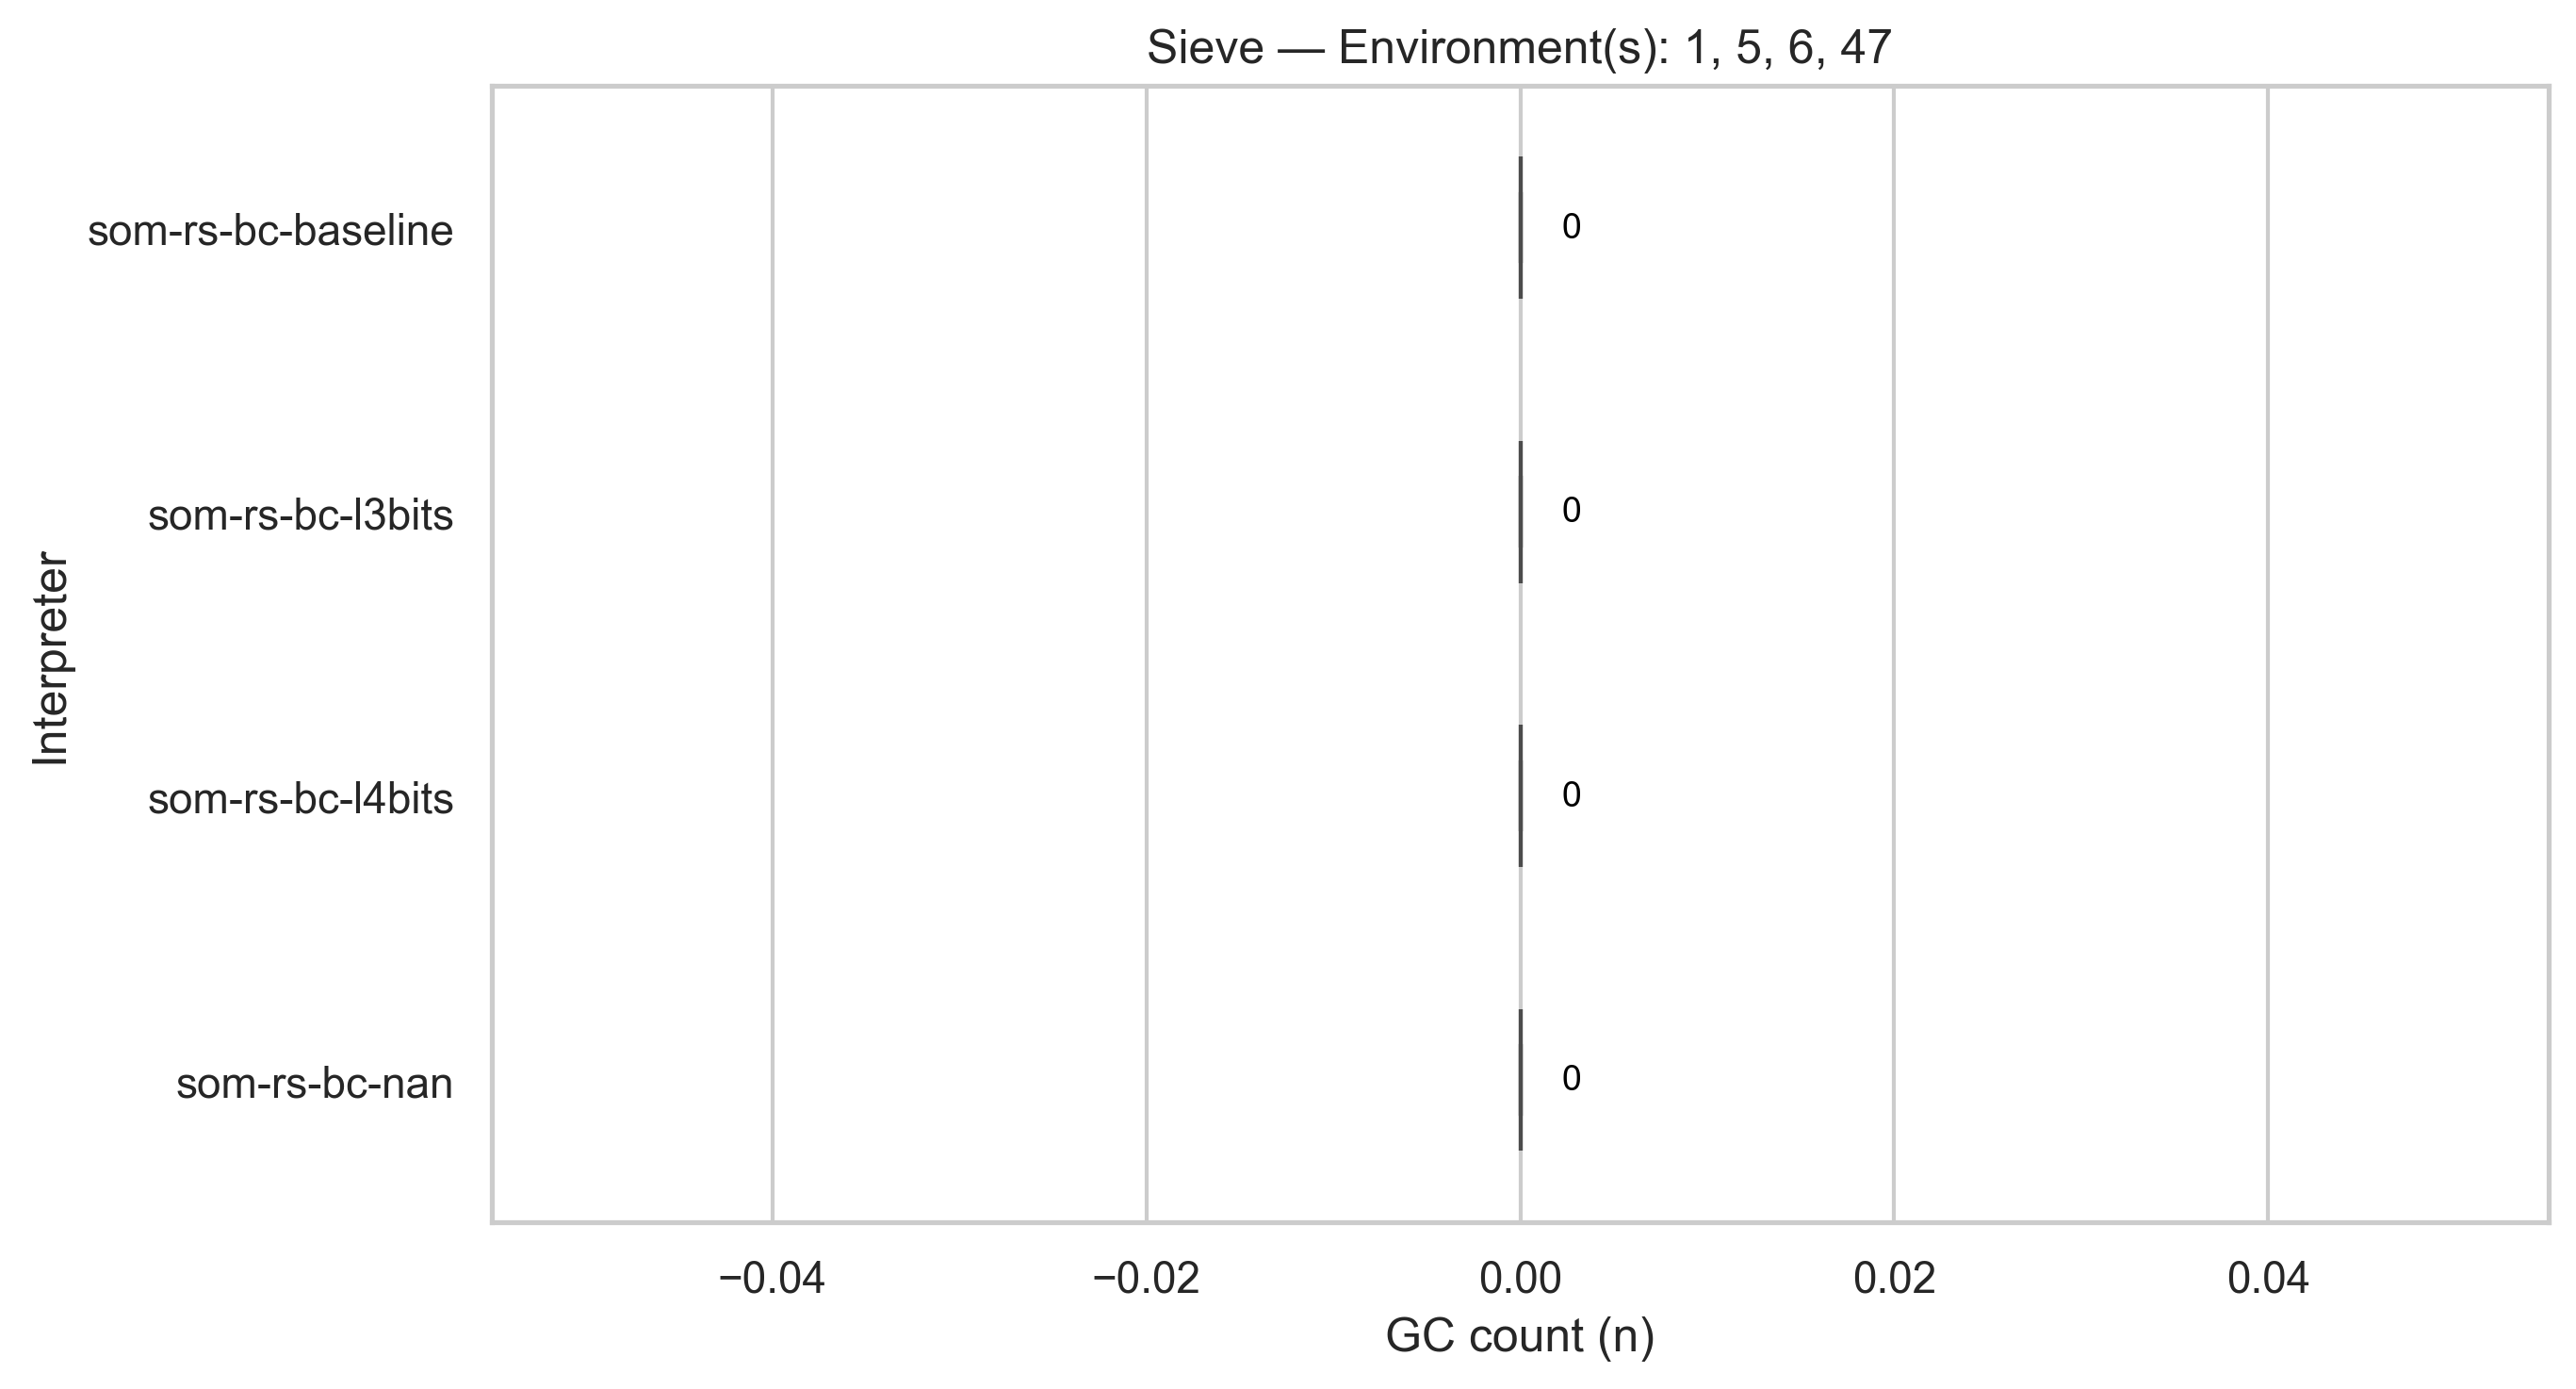 Sieve — Environment(s): 1, 5, 6, 47
som-rs-bc-baseline
0
som-rs-bc-l3bits
0
som-rs-bc-l4bits
0
som-rs-bc-nan
0
Interpreter
−0.04
−0.02
0.00
0.02
0.04
GC count (n)